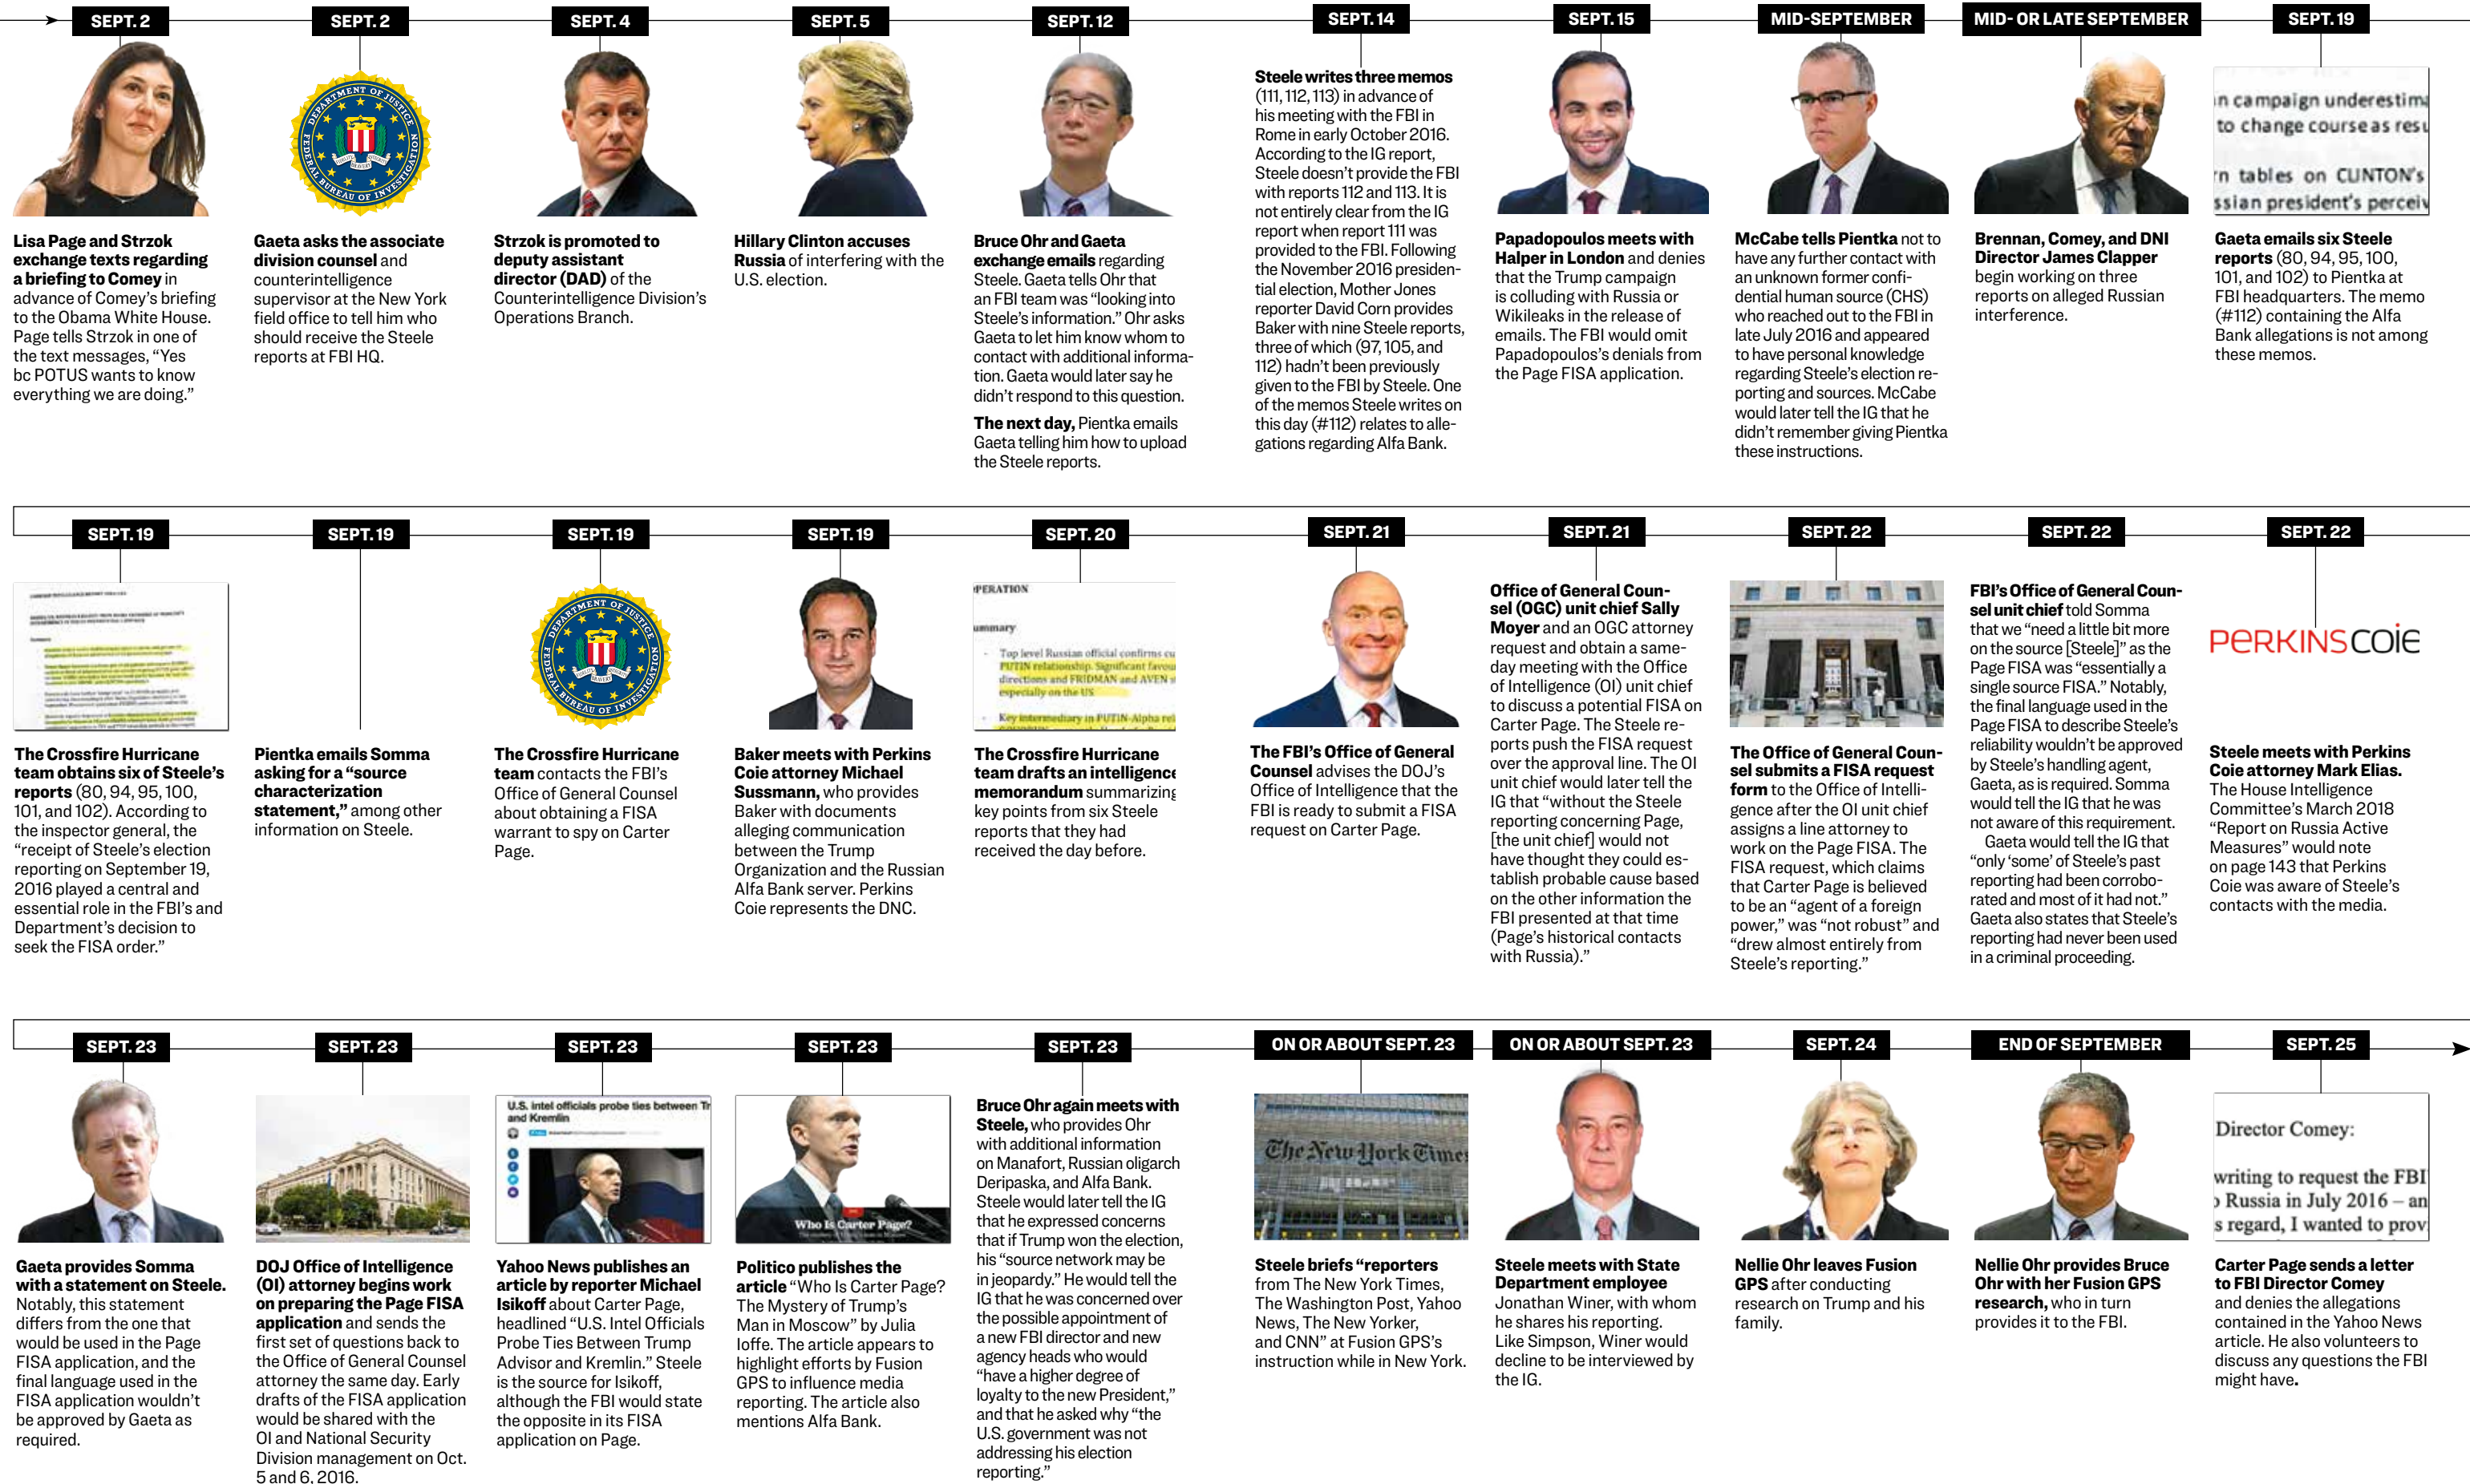 SEPT. 2
Lisa Page and Strzok
exchange texts regarding
a briefing to Comey in
advance of Comey’s briefing
to the Obama White House.
Page tells Strzok in one of
the text messages, “Yes
bc POTUS wants to know
everything we are doing.”
SEPT. 2
DEPARTMENT OF JUSTICE
FEDERAL BUREAU OF INVESTIGATION
Gaeta asks the associate
division counsel and
counterintelligence
supervisor at the New York
field office to tell him who
should receive the Steele
reports at FBI HQ.
SEPT. 4
Strzok is promoted to
deputy assistant
director (DAD) of the
Counterintelligence Division’s
Operations Branch.
SEPT. 5
Hillary Clinton accuses
Russia of interfering with the
U.S. election.
SEPT. 12
Bruce Ohr and Gaeta
exchange emails regarding
Steele. Gaeta tells Ohr that
an FBI team was “looking into
Steele’s information.” Ohr asks
Gaeta to let him know whom to
contact with additional informa-
tion. Gaeta would later say he
didn’t respond to this question.
The next day, Pientka emails
Gaeta telling him how to upload
the Steele reports.
SEPT. 14
Steele writes three memos
(111, 112, 113) in advance of
his meeting with the FBI in
Rome in early October 2016.
According to the IG report,
Steele doesn’t provide the FBI
with reports 112 and 113. It is
not entirely clear from the IG
report when report 111 was
provided to the FBI. Following
the November 2016 presiden-
tial election, Mother Jones
reporter David Corn provides
Baker with nine Steele reports,
three of which (97, 105, and
112) hadn’t been previously
given to the FBI by Steele. One
of the memos Steele writes on
this day (#112) relates to alle-
gations regarding Alfa Bank.
SEPT. 15
Papadopoulos meets with
Halper in London and denies
that the Trump campaign
is colluding with Russia or
Wikileaks in the release of
emails. The FBI would omit
Papadopoulos’s denials from
the Page FISA application.
MID-SEPTEMBER
McCabe tells Pientka not to
have any further contact with
an unknown former confi-
dential human source (CHS)
who reached out to the FBI in
late July 2016 and appeared
to have personal knowledge
regarding Steele’s election re-
porting and sources. McCabe
would later tell the IG that he
didn’t remember giving Pientka
these instructions.
MID- OR LATE SEPTEMBER
Brennan, Comey, and DNI
Director James Clapper
begin working on three
reports on alleged Russian
interference.
SEPT. 19
n campaign underestima
to change course as resu
rn tables on CLINTON’s
ssian president’s perceiv
Gaeta emails six Steele
reports (80, 94, 95, 100,
101, and 102) to Pientka at
FBI headquarters. The memo
(#112) containing the Alfa
Bank allegations is not among
these memos.
SEPT. 19
The Crossfire Hurricane
team obtains six of Steele’s
reports (80, 94, 95, 100,
101, and 102). According to
the inspector general, the
“receipt of Steele’s election
reporting on September 19,
2016 played a central and
essential role in the FBI’s and
Department’s decision to
seek the FISA order.”
SEPT. 19
Pientka emails Somma
asking for a “source
characterization
statement,” among other
information on Steele.
SEPT. 19
DEPARTMENT OF JUSTICE
FEDERAL BUREAU OF INVESTIGATION
The Crossfire Hurricane
team contacts the FBI’s
Office of General Counsel
about obtaining a FISA
warrant to spy on Carter
Page.
SEPT. 19
Baker meets with Perkins
Coie attorney Michael
Sussmann, who provides
Baker with documents
alleging communication
between the Trump
Organization and the Russian
Alfa Bank server. Perkins
Coie represents the DNC.
SEPT. 20
PERATION
ummary
- Top level Russian official confirms cu
PUTIN relationship. Significant favou
directions and FRIDMAN and AVEN s
especially on the US
- Key intermediary in PUTIN-Alpha rel
The Crossfire Hurricane
team drafts an intelligence
memorandum summarizing
key points from six Steele
reports that they had
received the day before.
SEPT. 21
The FBI’s Office of General
Counsel advises the DOJ’s
Office of Intelligence that the
FBI is ready to submit a FISA
request on Carter Page.
SEPT. 21
Office of General Coun-
sel (OGC) unit chief Sally
Moyer and an OGC attorney
request and obtain a same-
day meeting with the Office
of Intelligence (OI) unit chief
to discuss a potential FISA on
Carter Page. The Steele re-
ports push the FISA request
over the approval line. The OI
unit chief would later tell the
IG that “without the Steele
reporting concerning Page,
[the unit chief] would not
have thought they could es-
tablish probable cause based
on the other information the
FBI presented at that time
(Page’s historical contacts
with Russia).”
SEPT. 22
The Office of General Coun-
sel submits a FISA request
form to the Office of Intelli-
gence after the OI unit chief
assigns a line attorney to
work on the Page FISA. The
FISA request, which claims
that Carter Page is believed
to be an “agent of a foreign
power,” was “not robust” and
“drew almost entirely from
Steele’s reporting.”
SEPT. 22
FBI’s Office of General Coun-
sel unit chief told Somma
that we “need a little bit more
on the source [Steele]” as the
Page FISA was “essentially a
single source FISA.” Notably,
the final language used in the
Page FISA to describe Steele’s
reliability wouldn’t be approved
by Steele’s handling agent,
Gaeta, as is required. Somma
would tell the IG that he was
not aware of this requirement.
Gaeta would tell the IG that
“only ‘some’ of Steele’s past
reporting had been corrobo-
rated and most of it had not.”
Gaeta also states that Steele’s
reporting had never been used
in a criminal proceeding.
SEPT. 22
PERKINSCOIE
Steele meets with Perkins
Coie attorney Mark Elias.
The House Intelligence
Committee’s March 2018
“Report on Russia Active
Measures” would note
on page 143 that Perkins
Coie was aware of Steele’s
contacts with the media.
SEPT. 23
Gaeta provides Somma
with a statement on Steele.
Notably, this statement
differs from the one that
would be used in the Page
FISA application, and the
final language used in the
FISA application wouldn’t
be approved by Gaeta as
required.
SEPT. 23
DOJ Office of Intelligence
(OI) attorney begins work
on preparing the Page FISA
application and sends the
first set of questions back to
the Office of General Counsel
attorney the same day. Early
drafts of the FISA application
would be shared with the
OI and National Security
Division management on Oct.
5 and 6, 2016.
SEPT. 23
U.S. intel officials probe ties between Tr
and Kremlin
Yahoo News publishes an
article by reporter Michael
Isikoff about Carter Page,
headlined “U.S. Intel Officials
Probe Ties Between Trump
Advisor and Kremlin.” Steele
is the source for Isikoff,
although the FBI would state
the opposite in its FISA
application on Page.
SEPT. 23
Who Is Carter Page?
Politico publishes the
article “Who Is Carter Page?
The Mystery of Trump’s
Man in Moscow” by Julia
Ioffe. The article appears to
highlight efforts by Fusion
GPS to influence media
reporting. The article also
mentions Alfa Bank.
SEPT. 23
Bruce Ohr again meets with
Steele, who provides Ohr
with additional information
on Manafort, Russian oligarch
Deripaska, and Alfa Bank.
Steele would later tell the IG
that he expressed concerns
that if Trump won the election,
his “source network may be
in jeopardy.” He would tell the
IG that he was concerned over
the possible appointment of
a new FBI director and new
agency heads who would
“have a higher degree of
loyalty to the new President,”
and that he asked why “the
U.S. government was not
addressing his election
reporting.”
ON OR ABOUT SEPT. 23
The New York Times
Steele briefs “reporters
from The New York Times,
The Washington Post, Yahoo
News, The New Yorker,
and CNN” at Fusion GPS’s
instruction while in New York.
ON OR ABOUT SEPT. 23
Steele meets with State
Department employee
Jonathan Winer, with whom
he shares his reporting.
Like Simpson, Winer would
decline to be interviewed by
the IG.
SEPT. 24
Nellie Ohr leaves Fusion
GPS after conducting
research on Trump and his
family.
END OF SEPTEMBER
Nellie Ohr provides Bruce
Ohr with her Fusion GPS
research, who in turn
provides it to the FBI.
SEPT. 25
Director Comey:
writing to request the FBI’
o Russia in July 2016 – an
s regard, I wanted to prov
Carter Page sends a letter
to FBI Director Comey
and denies the allegations
contained in the Yahoo News
article. He also volunteers to
discuss any questions the FBI
might have.